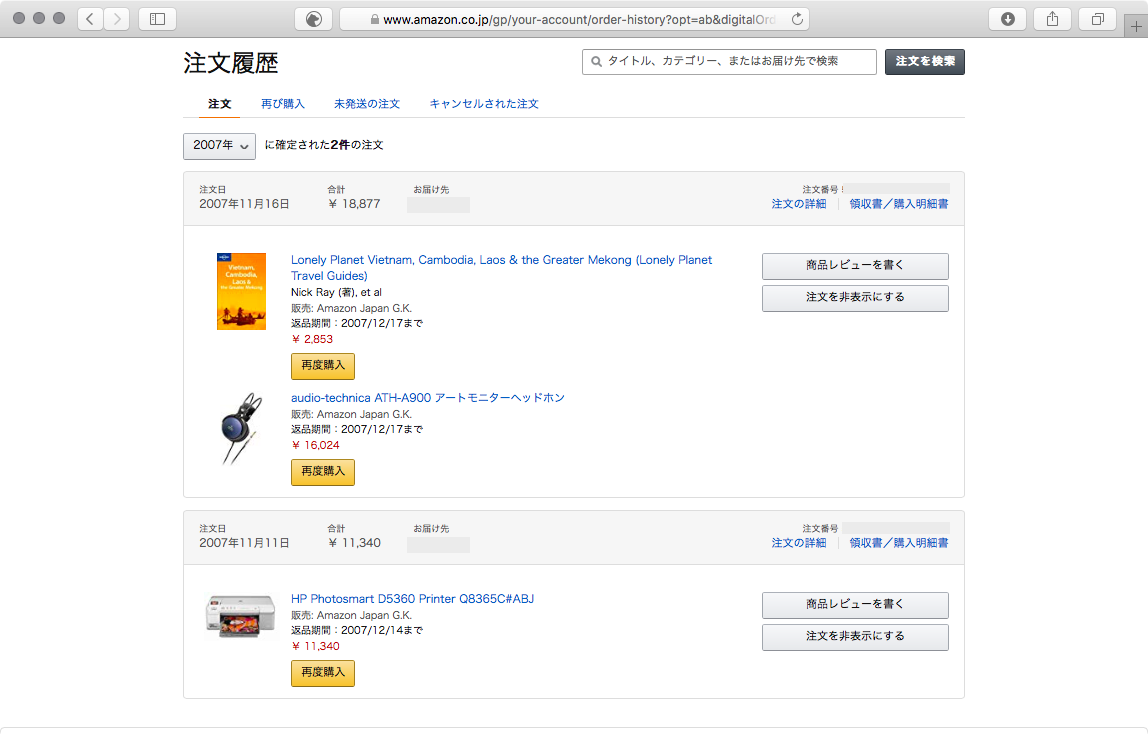 www.amazon.co.jp/gp/your-account/order-history?opt=ab&digitalOrd
注文履歴
タイトル、カテゴリー、またはお届け先で検索
注文を検索
注文 再び購入 未発送の注文 キャンセルされた注文
2007年 に確定された2件の注文
注文日 合計 お届け先 注文番号
2007年11月16日 ¥ 18,877 注文の詳細 領収書／購入明細書
Lonely Planet Vietnam, Cambodia, Laos & the Greater Mekong (Lonely Planet
Travel Guides)
Nick Ray (著), et al
販売: Amazon Japan G.K.
返品期間：2007/12/17まで
¥ 2,853
再度購入
商品レビューを書く
注文を非表示にする
Vietnam,
Cambodia,
Laos &
the Greater Mekong
audio-technica ATH-A900 アートモニターヘッドホン
販売: Amazon Japan G.K.
返品期間：2007/12/17まで
¥ 16,024
再度購入
注文日 合計 お届け先 注文番号
2007年11月11日 ¥ 11,340 注文の詳細 領収書／購入明細書
HP Photosmart D5360 Printer Q8365C#ABJ
販売: Amazon Japan G.K.
返品期間：2007/12/14まで
¥ 11,340
再度購入
商品レビューを書く
注文を非表示にする